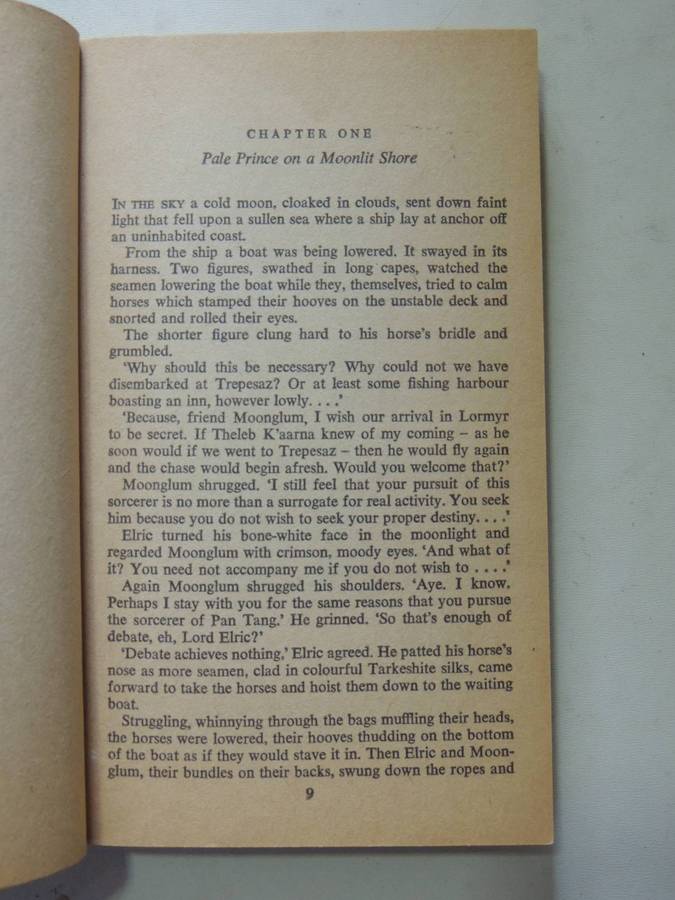 CHAPTER ONE
Pale Prince on a Moonlit Shore
IN THE SKY a cold moon, cloaked in clouds, sent down faint
light that fell upon a sullen sea where a ship lay at anchor off
an uninhabited coast.
From the ship a boat was being lowered. It swayed in its
harness. Two figures, swathed in long capes, watched the
seamen lowering the boat while they, themselves, tried to calm
horses which stamped their hooves on the unstable deck and
snorted and rolled their eyes.
The shorter figure clung hard to his horse's bridle and
grumbled.
‘Why should this be necessary? Why could not we have
disembarked at Trepesaz? Or at least some fishing harbour
boasting an inn, however lowly. . . .’
‘Because, friend Moonglum, I wish our arrival in Lormyr
to be secret. If Theleb K'aarna knew of my coming – as he
soon would if we went to Trepesaz – then he would fly again
and the chase would begin afresh. Would you welcome that?’
Moonglum shrugged. ‘I still feel that your pursuit of this
sorcerer is no more than a surrogate for real activity. You seek
him because you do not wish to seek your proper destiny. . . .’
Elric turned his bone-white face in the moonlight and
regarded Moonglum with crimson, moody eyes. ‘And what of
it? You need not accompany me if you do not wish to . . . .’
Again Moonglum shrugged his shoulders. ‘Aye. I know.
Perhaps I stay with you for the same reasons that you pursue
the sorcerer of Pan Tang.’ He grinned. ‘So that's enough of
debate, eh, Lord Elric?’
‘Debate achieves nothing,’ Elric agreed. He patted his horse's
nose as more seamen, clad in colourful Tarkeshite silks, came
forward to take the horses and hoist them down to the waiting
boat.
Struggling, whinnying through the bags muffling their heads,
the horses were lowered, their hooves thudding on the bottom
of the boat as if they would stave it in. Then Elric and Moon-
glum, their bundles on their backs, swung down the ropes and
9